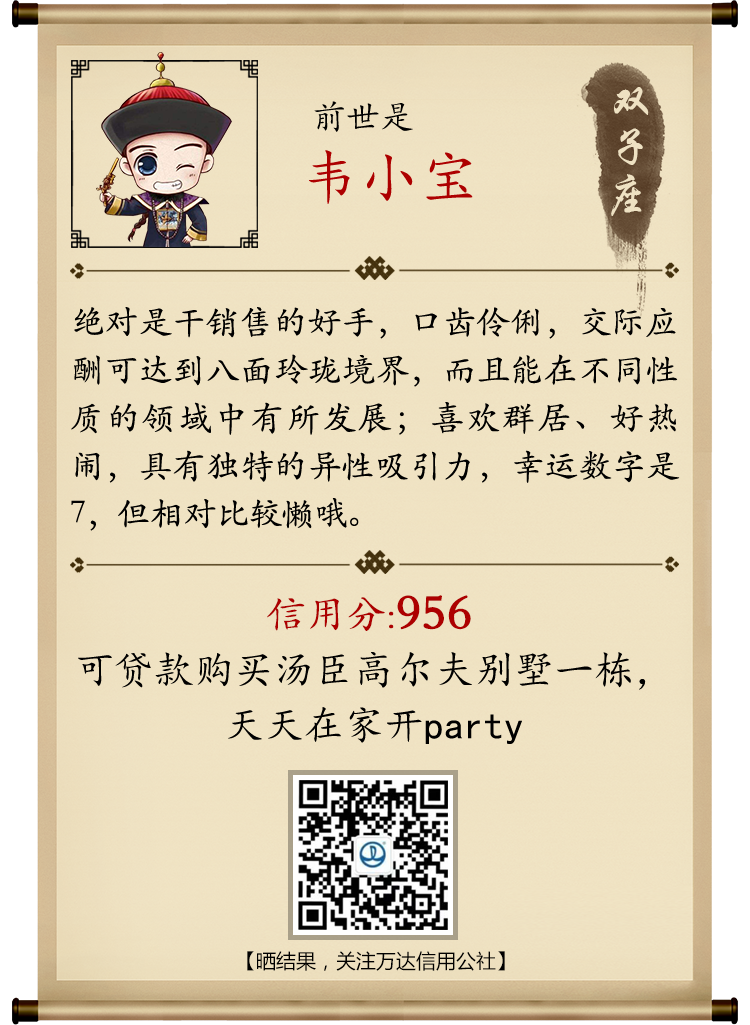 前世是
韦小宝
双子座
绝对是干销售的好手，口齿伶俐，交际应
酬可达到八面玲珑境界，而且能在不同性
质的领域中有所发展；喜欢群居、好热
闹，具有独特的异性吸引力，幸运数字是
7，但相对比较懒哦。
信用分:956
可贷款购买汤臣高尔夫别墅一栋，
天天在家开party
【晒结果，关注万达信用公社】